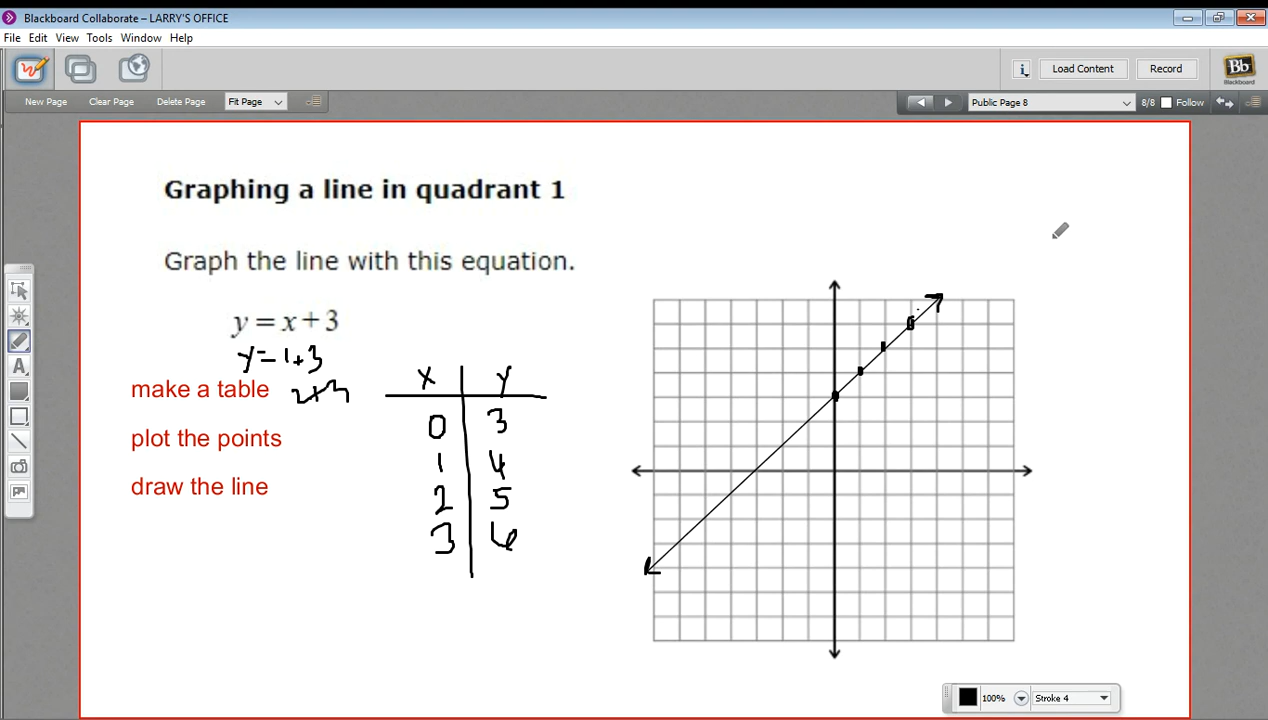 Blackboard Collaborate – LARRY'S OFFICE
File Edit View Tools Window Help
Load Content Record Bb Blackboard
New Page Clear Page Delete Page Fit Page Public Page 8 8/8 Follow
Graphing a line in quadrant 1
Graph the line with this equation.
y = x + 3
y = 1+3
make a table 2+3
plot the points
draw the line
x y
0 3
1 4
2 5
3 6
A
100% Stroke 4